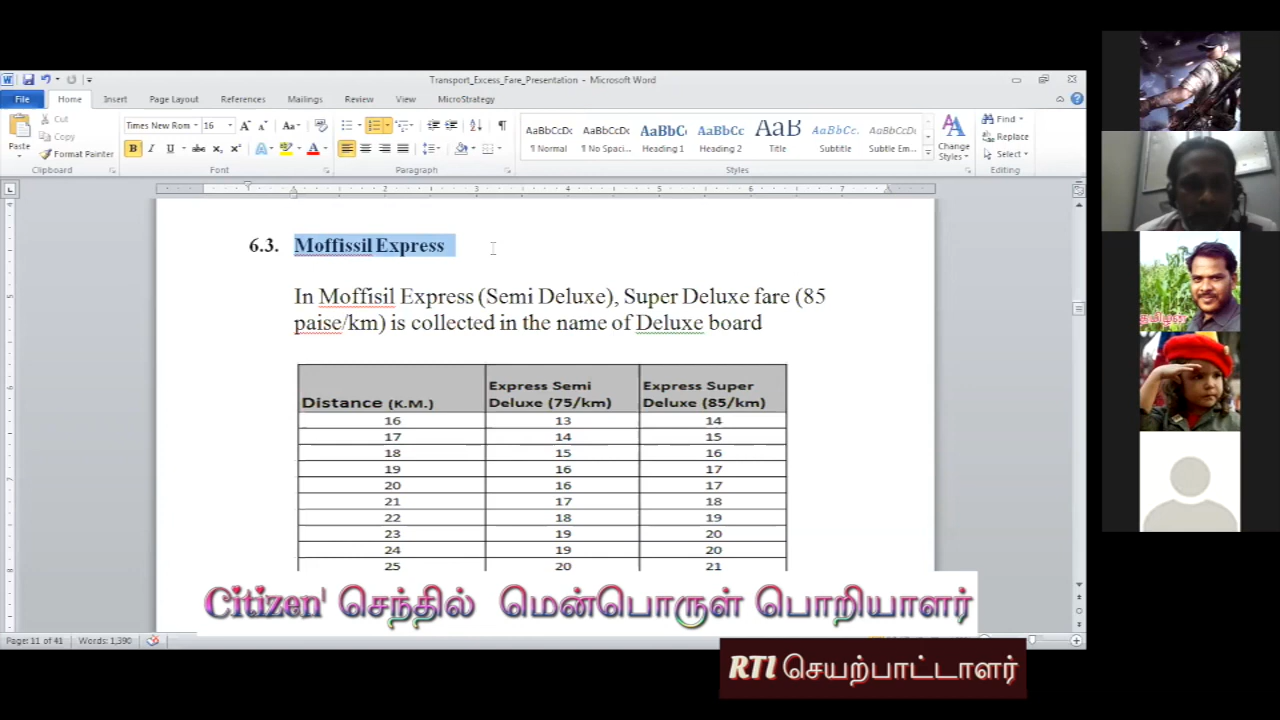 Transport_Excess_Fare_Presentation - Microsoft Word
File Home Insert Page Layout References Mailings Review View MicroStrategy
Cut
Copy
Format Painter
Paste
Times New Rom 16
AaBbCcDc AaBbCcDc AaBbC AaBbCc AaB AaBbCc. AaBbCcDi
¶ Normal ¶ No Spaci... Heading 1 Heading 2 Title Subtitle Subtle Em...
Change Styles
Find
Replace
Select
Clipboard Font Paragraph Styles Editing
6.3. Moffissil Express
In Moffisil Express (Semi Deluxe), Super Deluxe fare (85
paise/km) is collected in the name of Deluxe board
Distance (K.M.) Express Semi Deluxe (75/km) Express Super Deluxe (85/km)
16 13 14
17 14 15
18 15 16
19 16 17
20 16 17
21 17 18
22 18 19
23 19 20
24 19 20
25 20 21
Citizen' செந்தில் மென்பொருள் பொறியாளர்
Page: 11 of 41 Words: 1,390
RTI செயற்பாட்டாளர்
தமிழன்